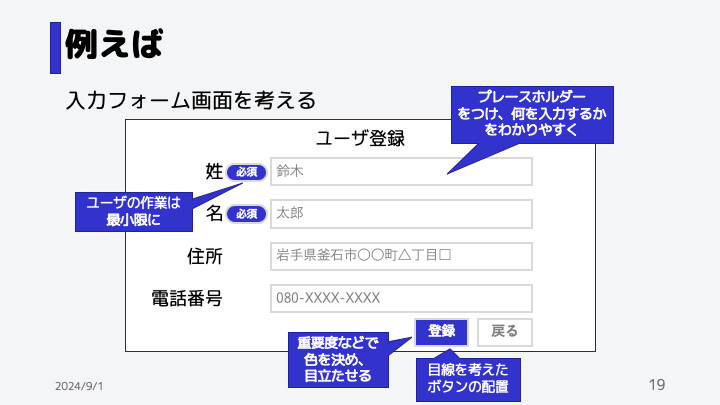 例えば
入力フォーム画面を考える
プレースホルダー
をつけ、何を入力するか
をわかりやすく
ユーザ登録
姓 必須 鈴木
ユーザの作業は
最小限に
名 必須 太郎
住所 岩手県釜石市〇〇町△丁目□
電話番号 080-XXXX-XXXX
登録 戻る
重要度などで
色を決め、
目立たせる
目線を考えた
ボタンの配置
2024/9/1
19